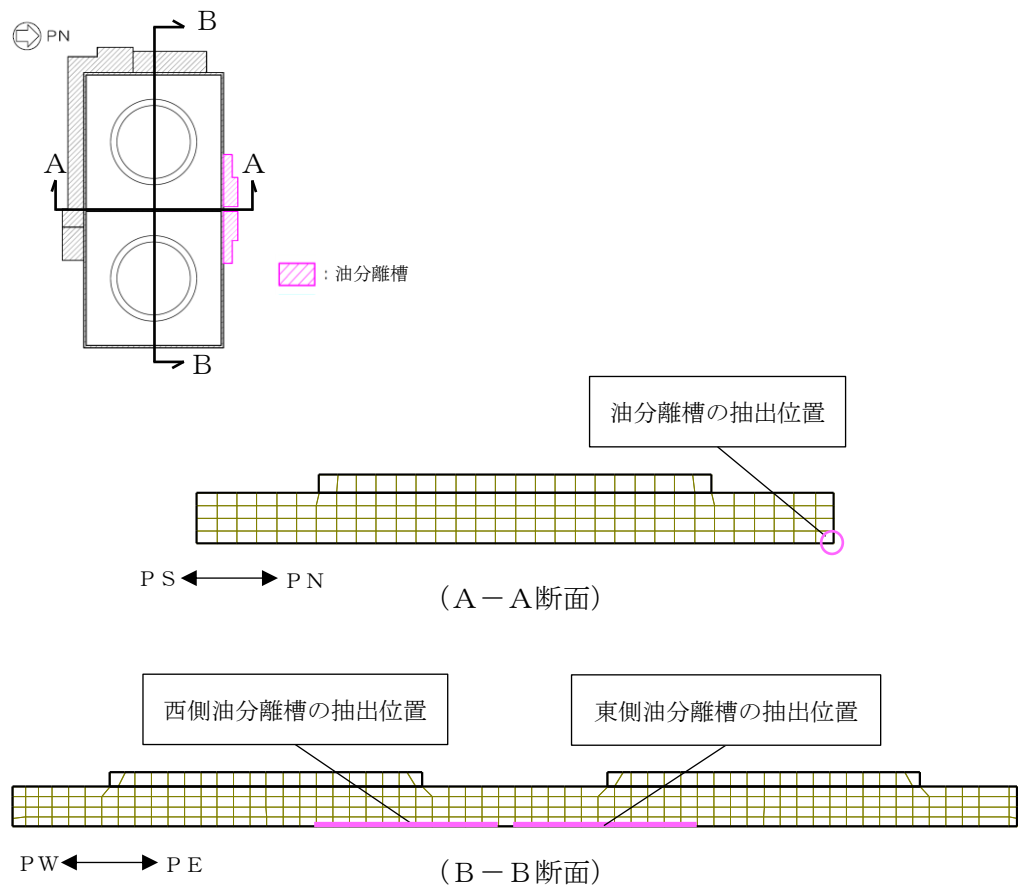 B
PN
A A
:油分離槽
B
油分離槽の抽出位置
PS PN
(A-A断面)
西側油分離槽の抽出位置 東側油分離槽の抽出位置
PW PE
(B-B断面)